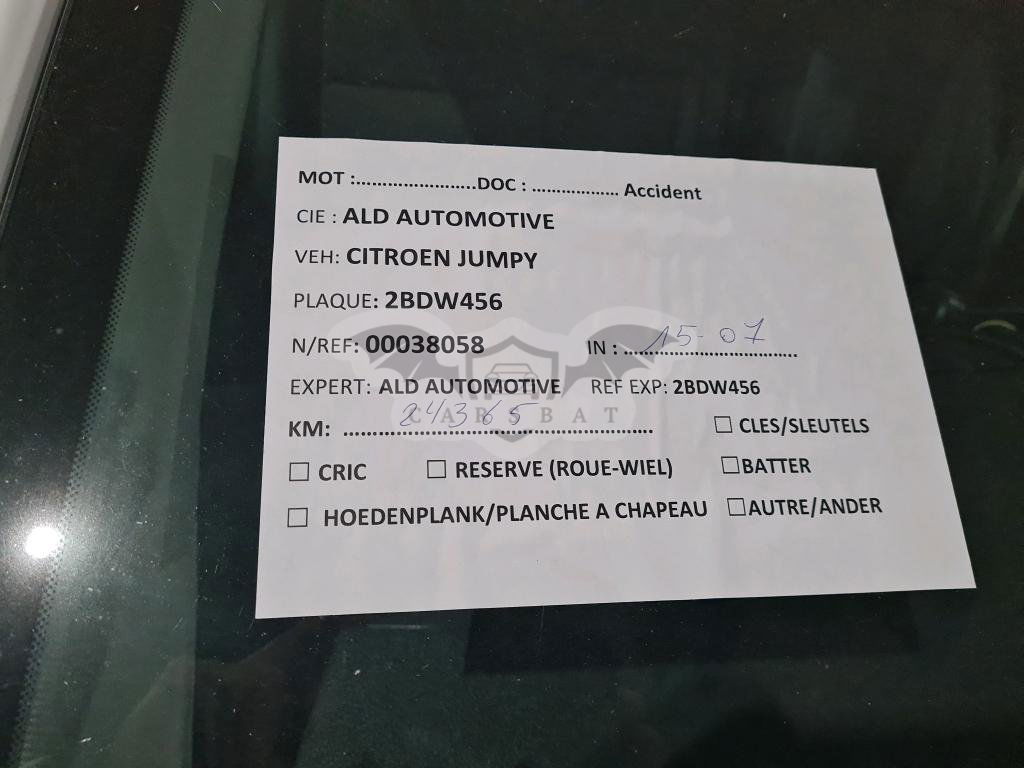 MOT :.......................DOC : ................. Accident
CIE : ALD AUTOMOTIVE
VEH: CITROEN JUMPY
PLAQUE: 2BDW456
N/REF: 00038058 IN : 15-07
EXPERT: ALD AUTOMOTIVE REF EXP: 2BDW456
CARSBAT
KM: 24365 ☐ CLES/SLEUTELS
☐ CRIC ☐ RESERVE (ROUE-WIEL) ☐BATTER
☐ HOEDENPLANK/PLANCHE A CHAPEAU ☐AUTRE/ANDER